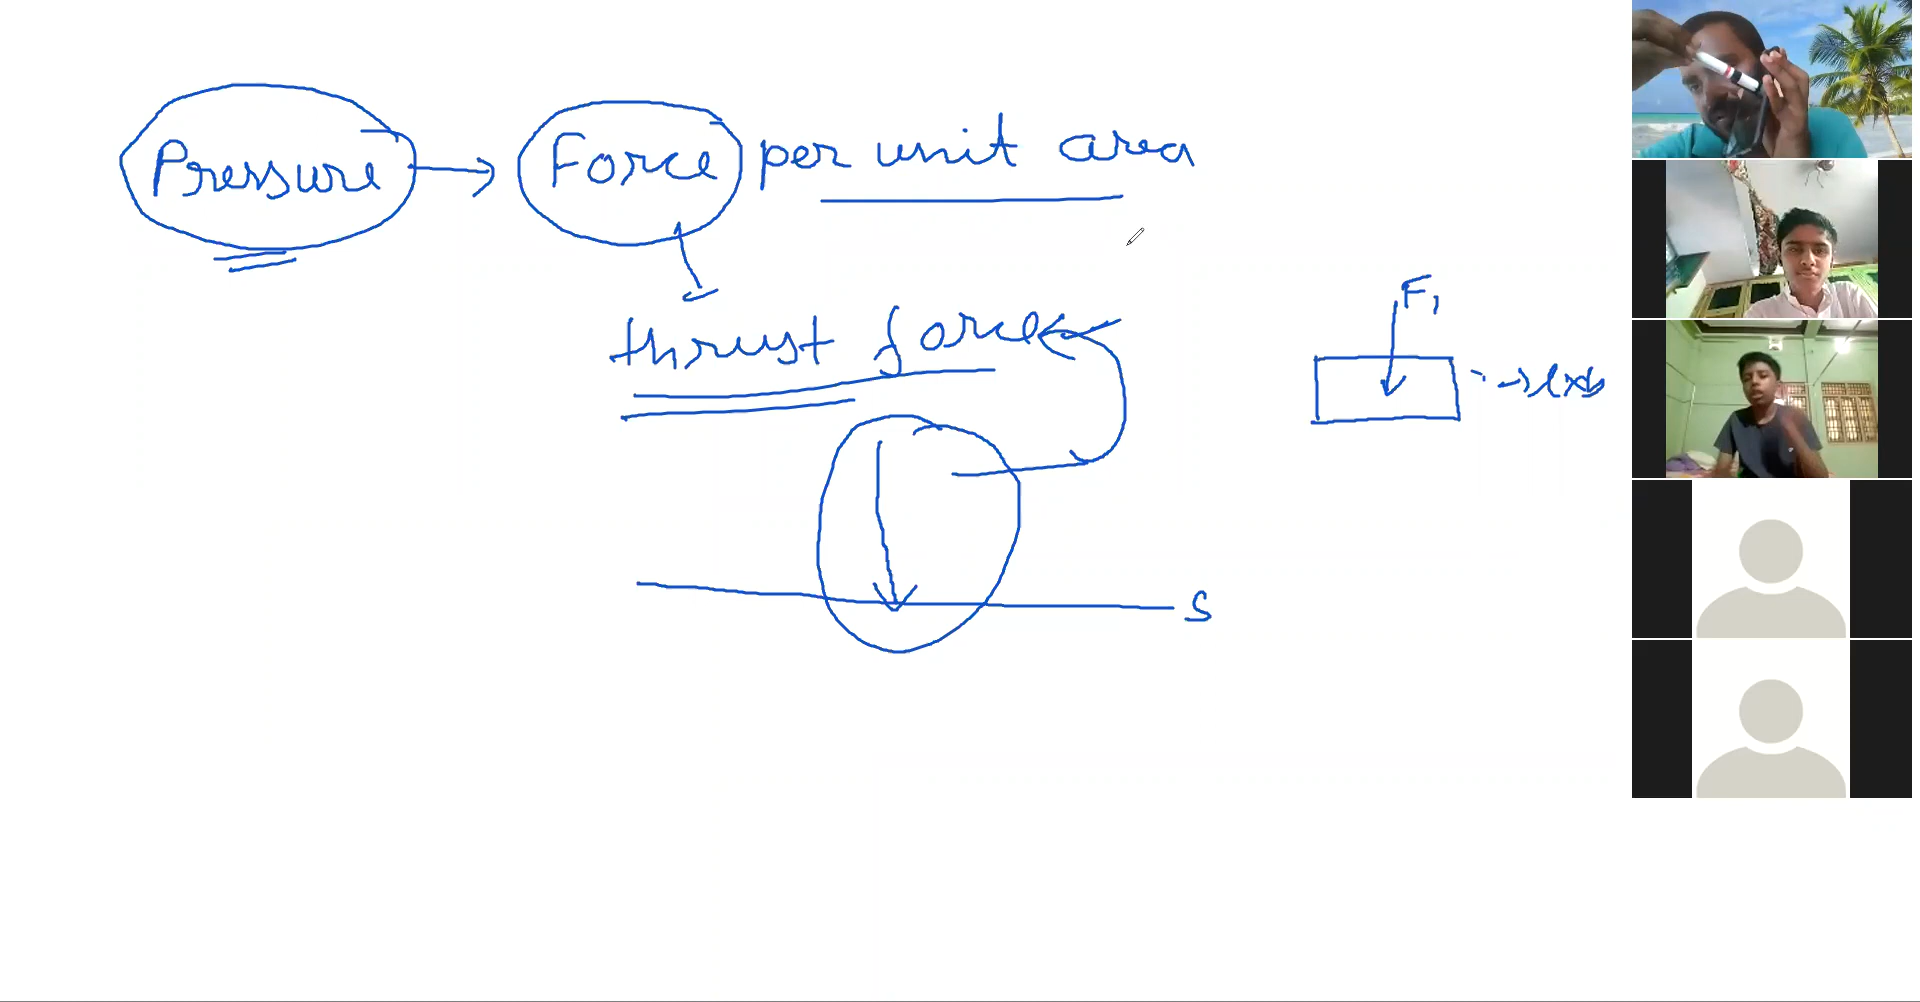 Pressure → Force per unit area
thrust force
F₁
→ l×b
S